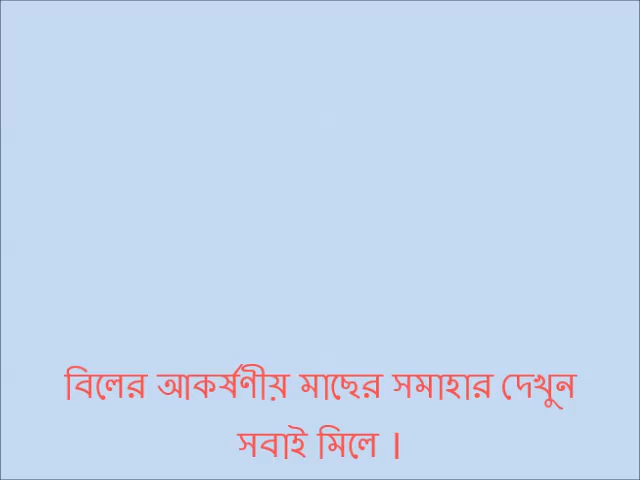 বিলের আকর্ষণীয় মাছের সমাহার দেখুন
সবাই মিলে ।